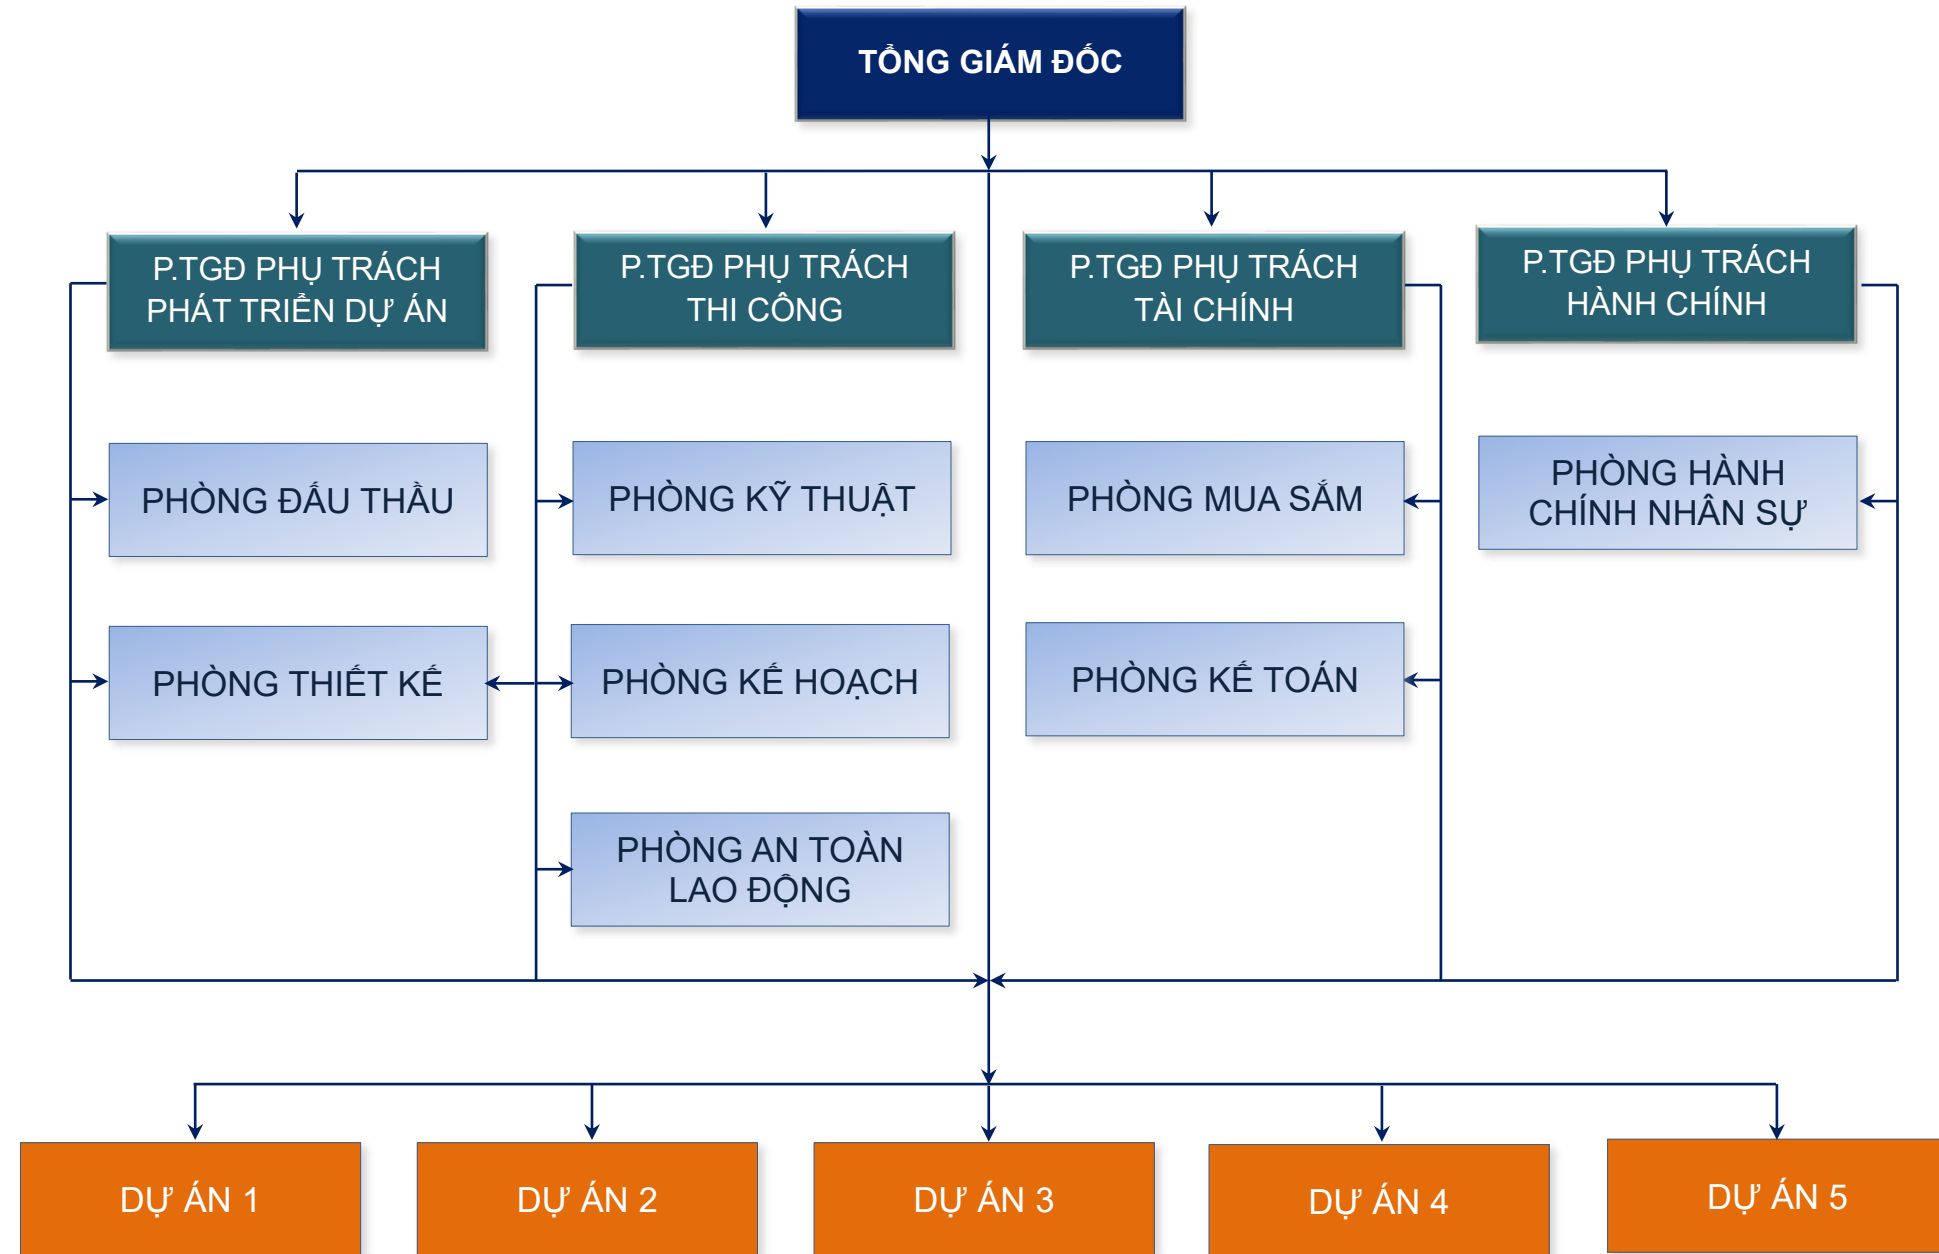 TỔNG GIÁM ĐỐC
P.TGĐ PHỤ TRÁCH
PHÁT TRIỂN DỰ ÁN
P.TGĐ PHỤ TRÁCH
THI CÔNG
P.TGĐ PHỤ TRÁCH
TÀI CHÍNH
P.TGĐ PHỤ TRÁCH
HÀNH CHÍNH
PHÒNG ĐẤU THẦU
PHÒNG KỸ THUẬT
PHÒNG MUA SẮM
PHÒNG HÀNH
CHÍNH NHÂN SỰ
PHÒNG THIẾT KẾ
PHÒNG KẾ HOẠCH
PHÒNG KẾ TOÁN
PHÒNG AN TOÀN
LAO ĐỘNG
DỰ ÁN 1
DỰ ÁN 2
DỰ ÁN 3
DỰ ÁN 4
DỰ ÁN 5